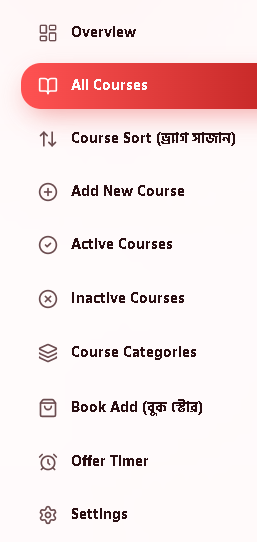 Overview
All Courses
Course Sort (ড্র্যাগ সাজান)
Add New Course
Active Courses
Inactive Courses
Course Categories
Book Add (বুক স্টোর)
Offer Timer
Settings